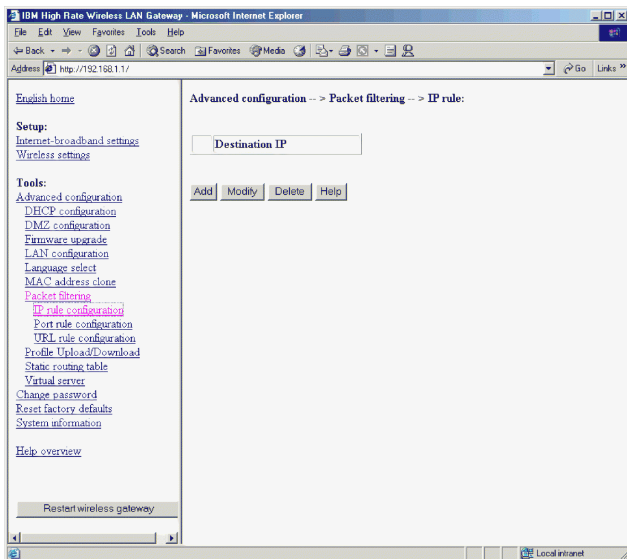 IBM High Rate Wireless LAN Gateway - Microsoft Internet Explorer
File Edit View Favorites Tools Help
Back Search Favorites Media
Address http://192.168.1.1/ Go Links »
English home
Setup:
Internet-broadband settings
Wireless settings
Tools:
Advanced configuration
DHCP configuration
DMZ configuration
Firmware upgrade
LAN configuration
Language select
MAC address clone
Packet filtering
IP rule configuration
Port rule configuration
URL rule configuration
Profile Upload/Download
Static routing table
Virtual server
Change password
Reset factory defaults
System information
Help overview
Restart wireless gateway
Advanced configuration -- > Packet filtering -- > IP rule:
Destination IP
Add Modify Delete Help
Local intranet